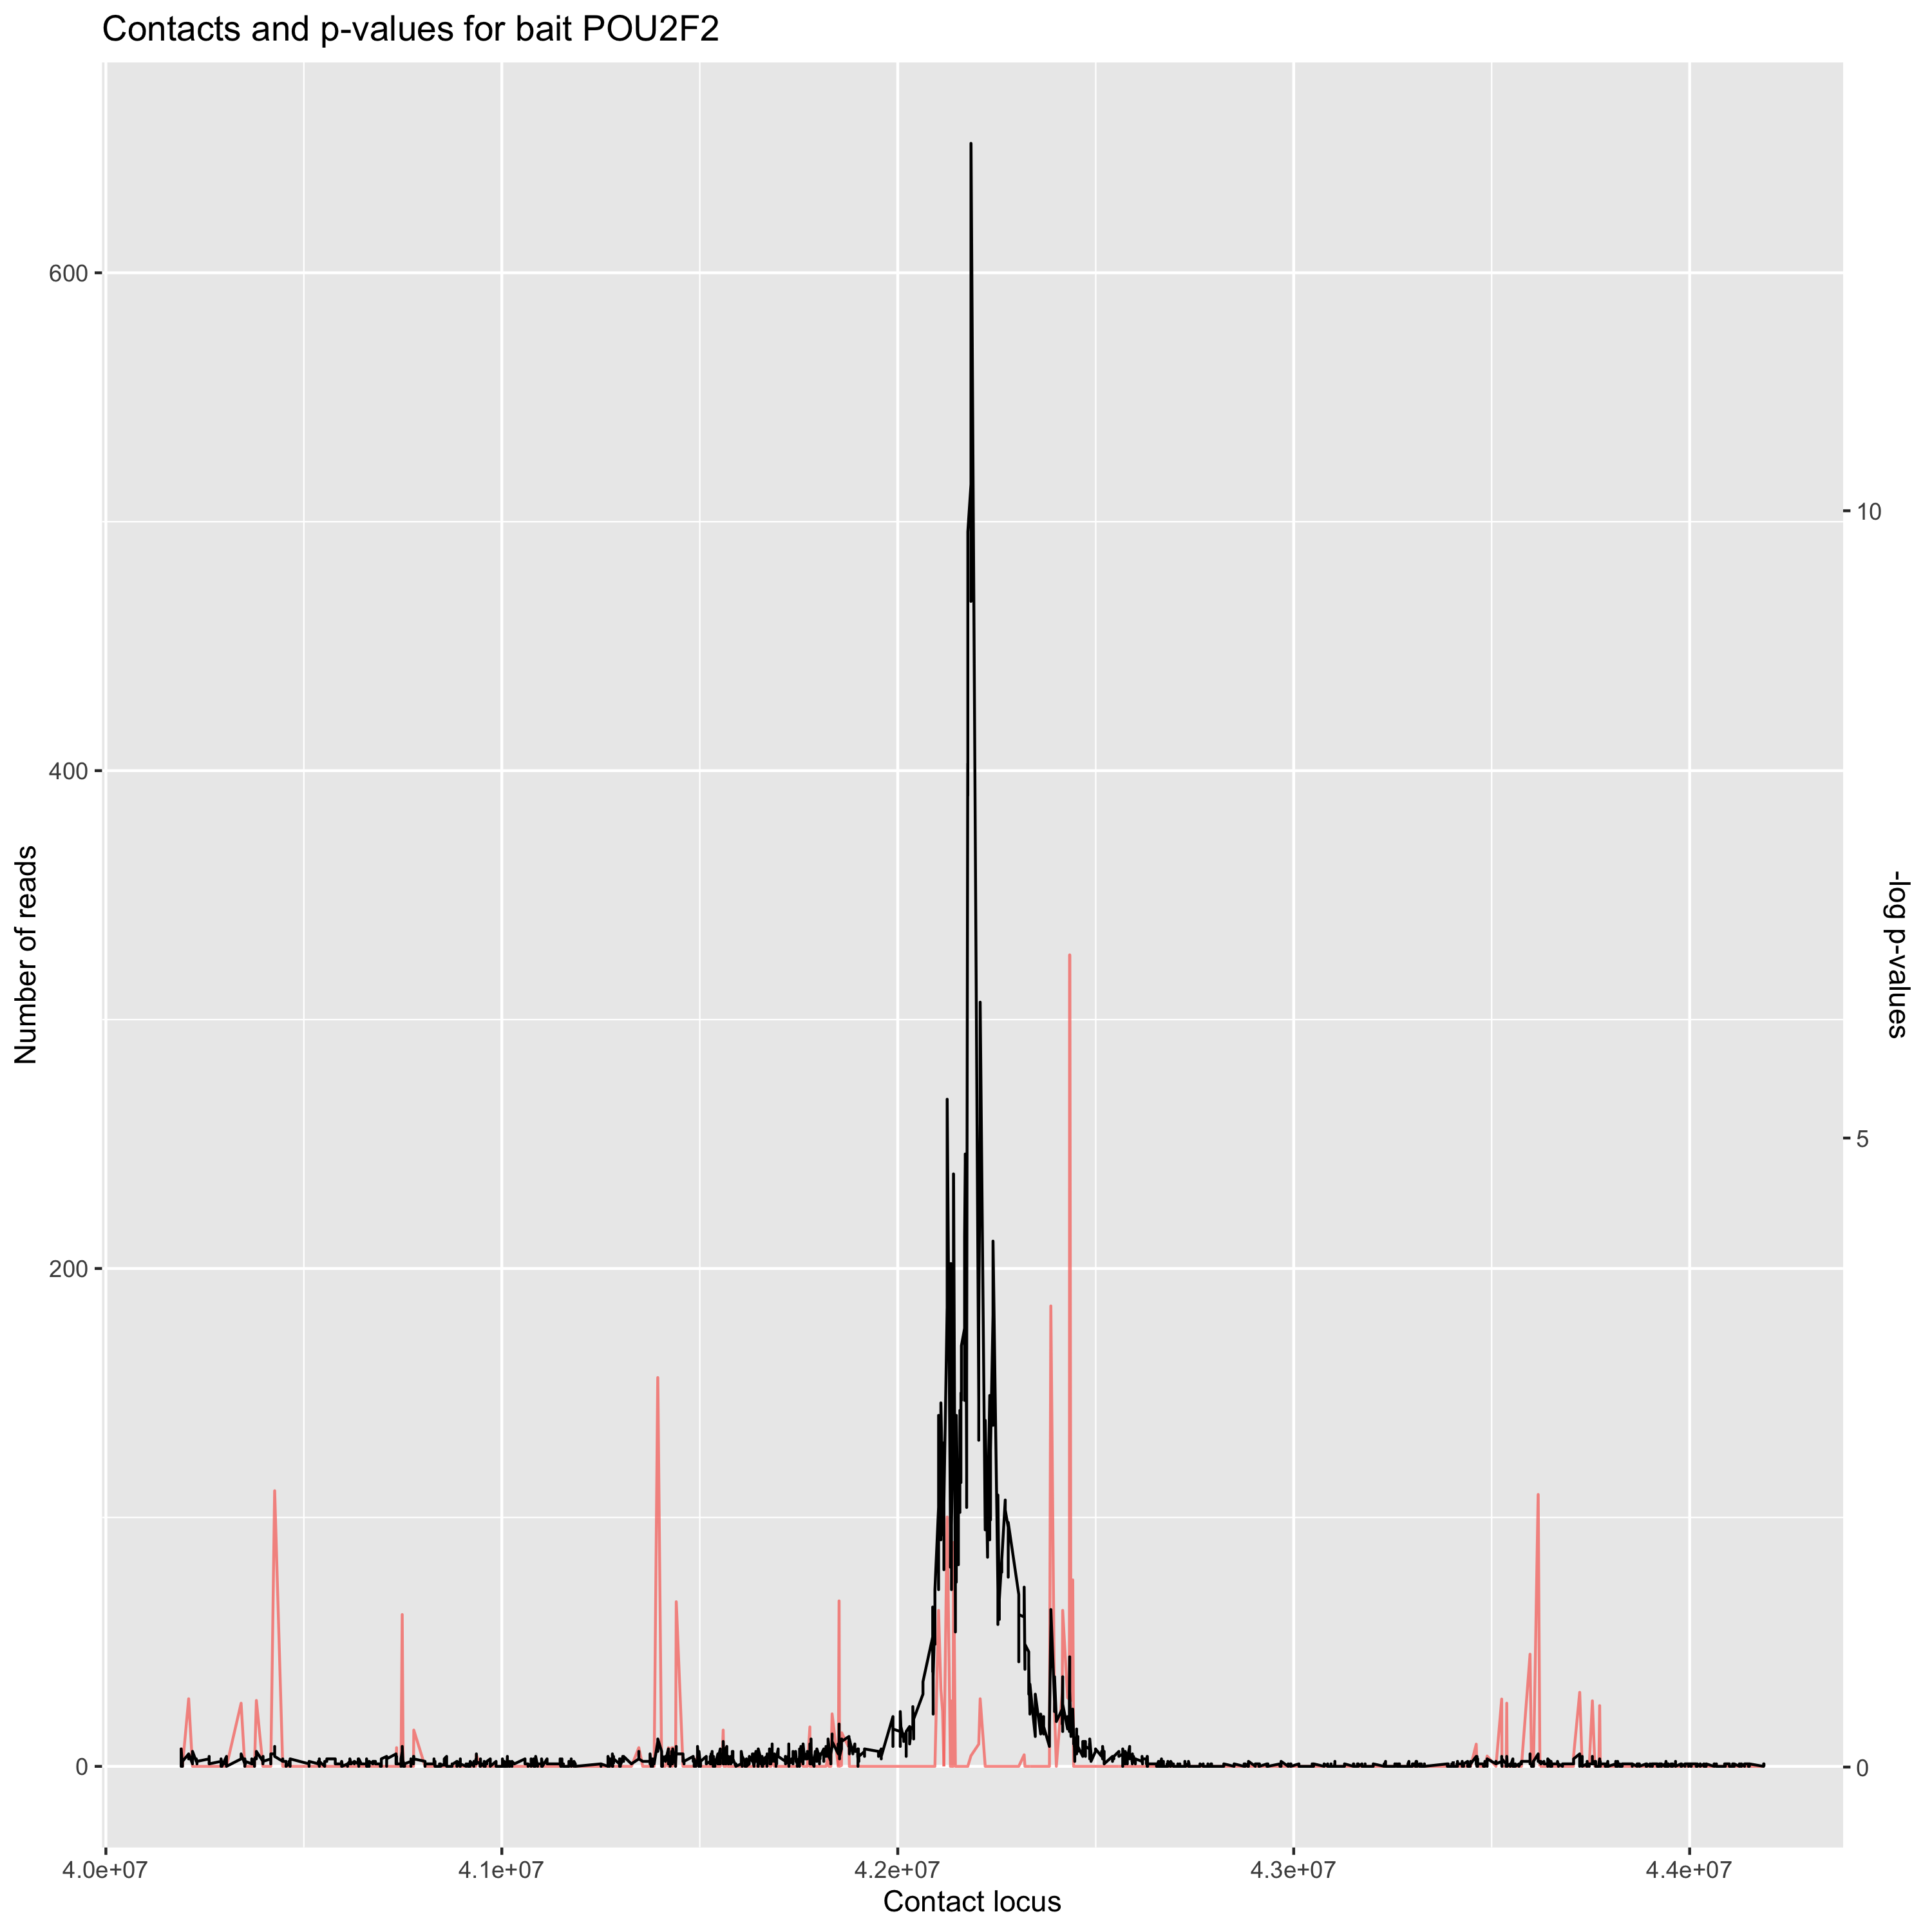 Contacts and p-values for bait POU2F2
600
400
200
0
Number of reads
10
5
0
-log p-values
4.0e+07
4.1e+07
4.2e+07
4.3e+07
4.4e+07
Contact locus